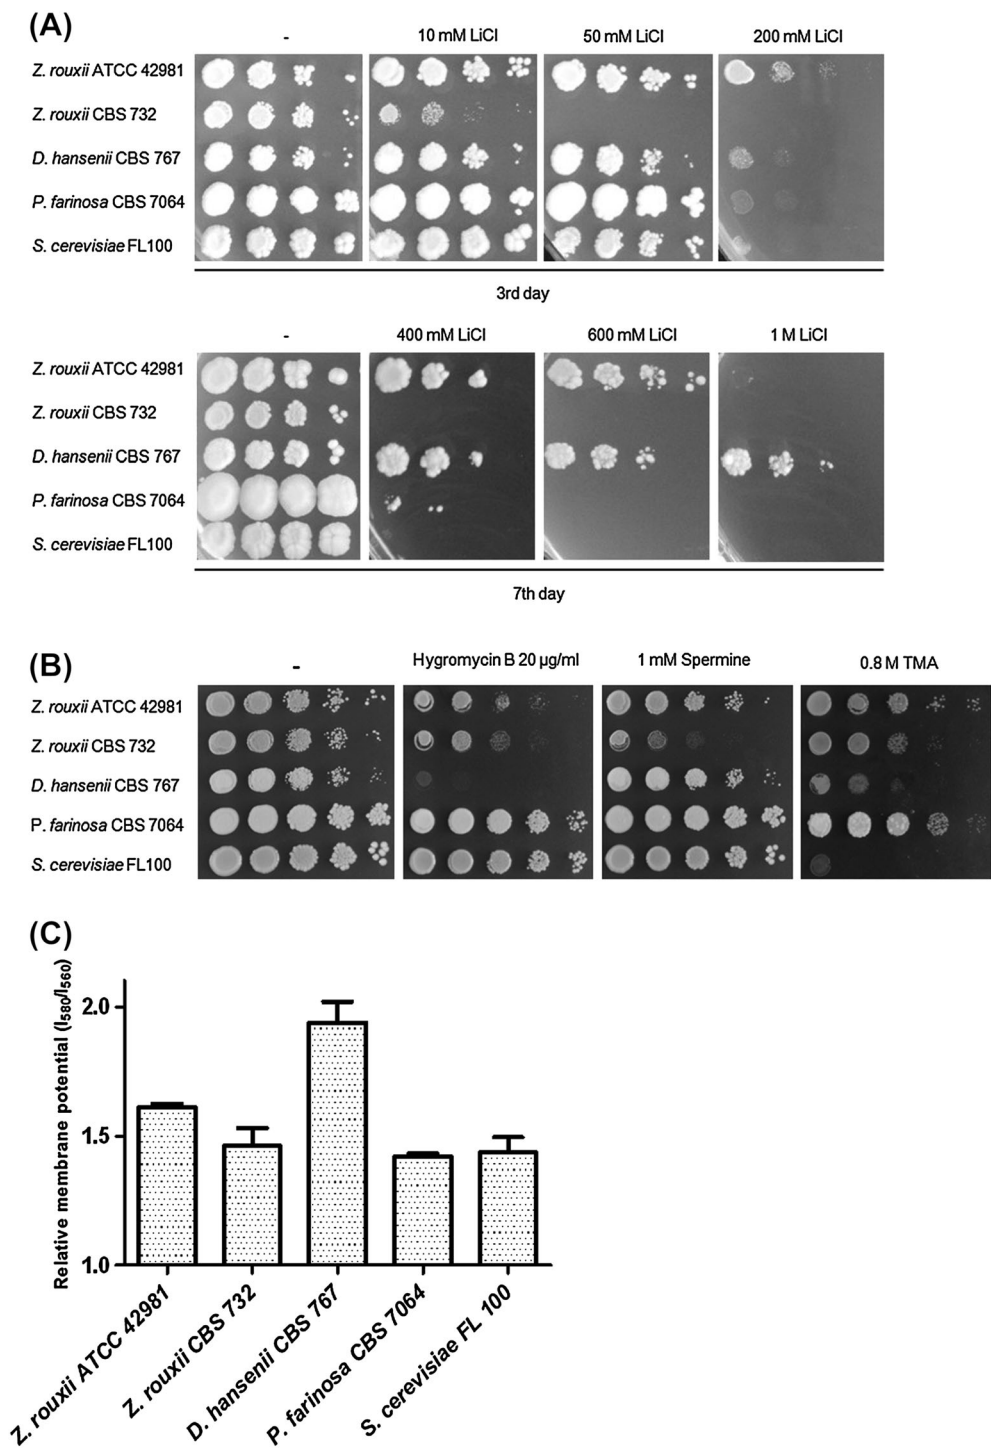 (A)
- 10 mM LiCl 50 mM LiCl 200 mM LiCl
Z. rouxii ATCC 42981
Z. rouxii CBS 732
D. hansenii CBS 767
P. farinosa CBS 7064
S. cerevisiae FL100
3rd day
- 400 mM LiCl 600 mM LiCl 1 M LiCl
Z. rouxii ATCC 42981
Z. rouxii CBS 732
D. hansenii CBS 767
P. farinosa CBS 7064
S. cerevisiae FL100
7th day
(B)
- Hygromycin B 20 µg/ml 1 mM Spermine 0.8 M TMA
Z. rouxii ATCC 42981
Z. rouxii CBS 732
D. hansenii CBS 767
P. farinosa CBS 7064
S. cerevisiae FL100
(C)
Relative membrane potential (I580/I560)
2.0
1.5
1.0
Z. rouxii ATCC 42981
Z. rouxii CBS 732
D. hansenii CBS 767
P. farinosa CBS 7064
S. cerevisiae FL 100